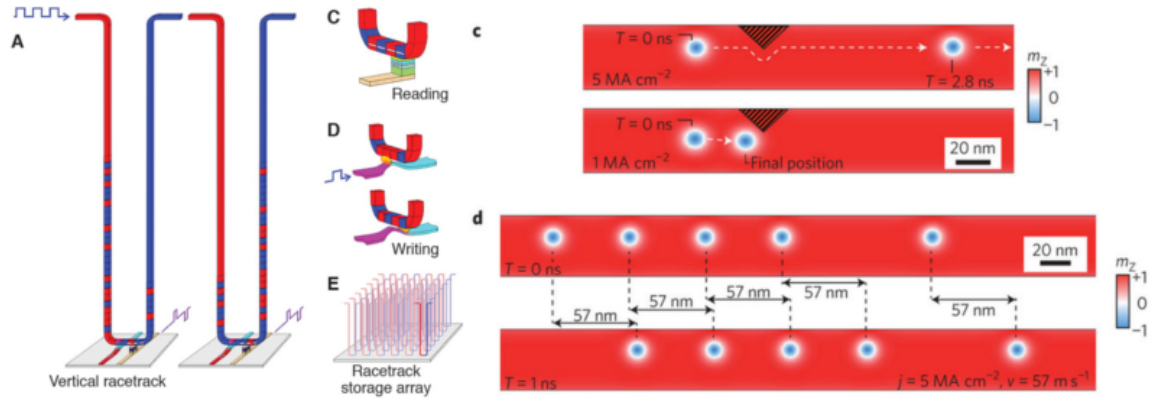 A
Vertical racetrack
C
Reading
D
Writing
E
Racetrack
storage array
c
T = 0 ns
5 MA cm⁻²
T = 2.8 ns
T = 0 ns
1 MA cm⁻²
Final position
20 nm
m_Z
+1
0
−1
d
T = 0 ns
20 nm
57 nm
57 nm
57 nm
57 nm
57 nm
T = 1 ns
j = 5 MA cm⁻², v = 57 m s⁻¹
m_Z
+1
0
−1